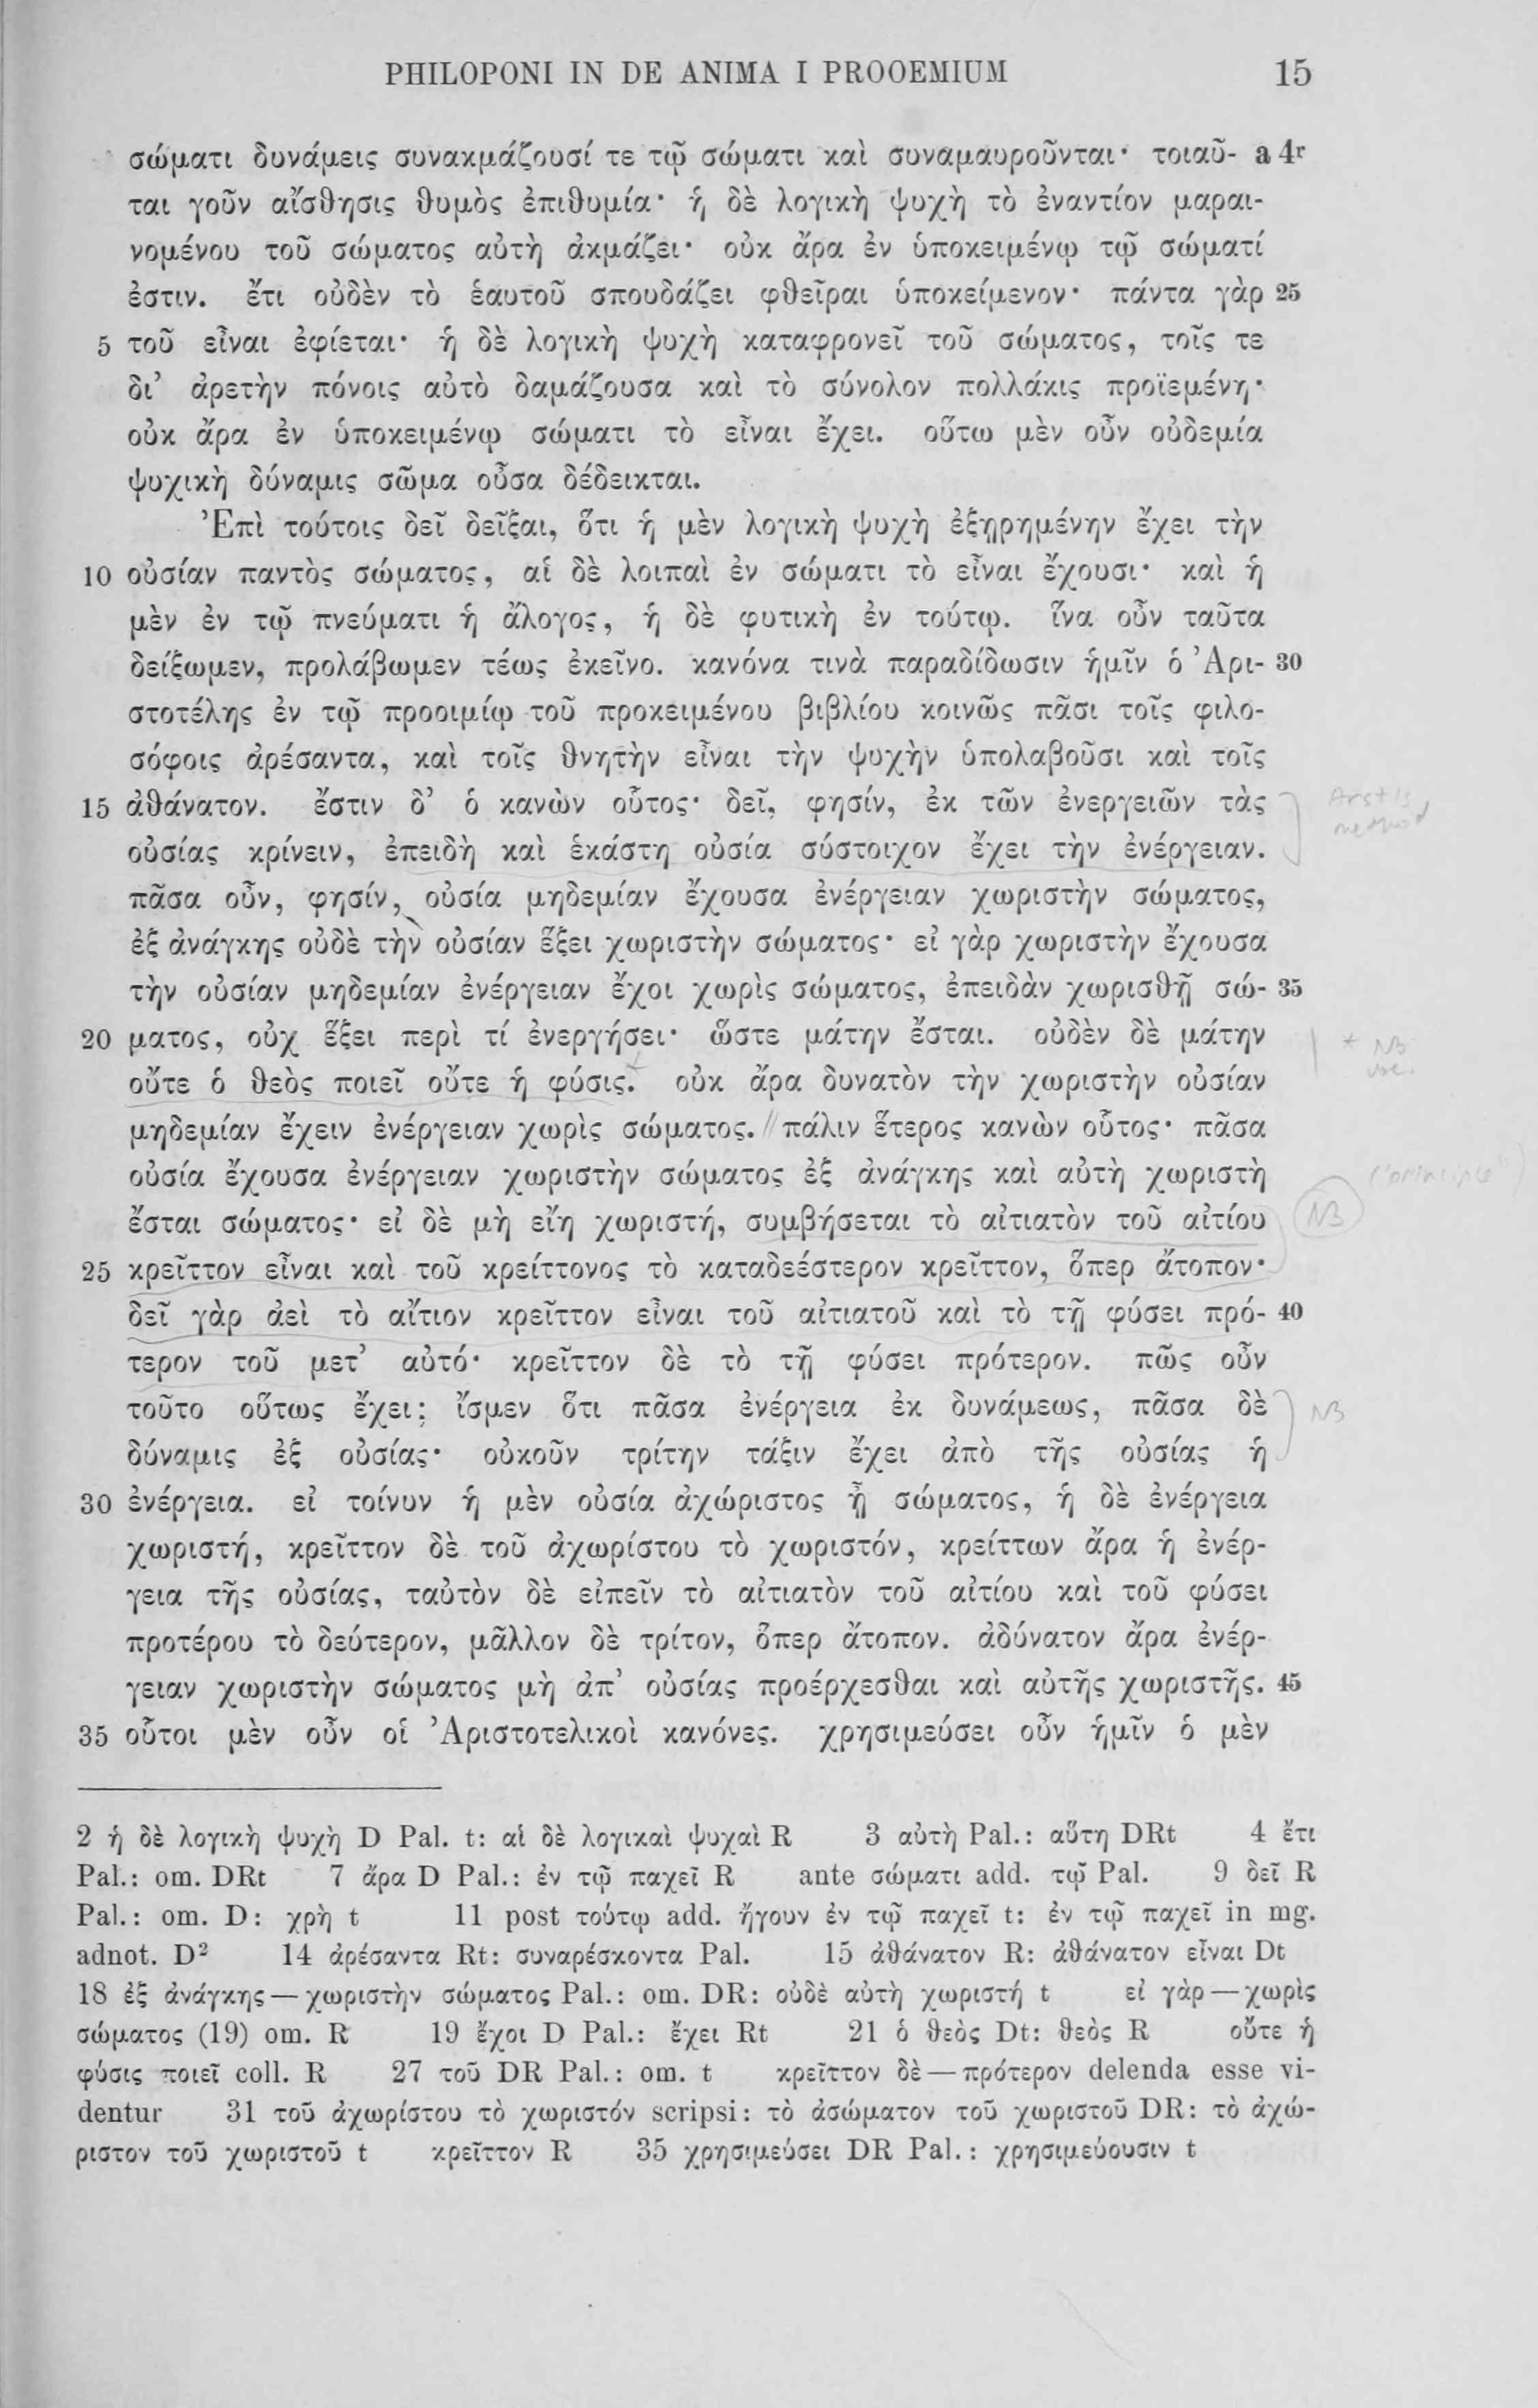 PHILOPONI IN DE ANIMA I PROOEMIUM 15
σώματι δυνάμεις συνακμάζουσί τε τῷ σώματι καὶ συναμαυροῦνται· τοιαῦ- a 4r
ται γοῦν αἴσθησις θυμὸς ἐπιθυμία· ἡ δὲ λογικὴ ψυχὴ τὸ ἐναντίον μαραι-
νομένου τοῦ σώματος αὐτὴ ἀκμάζει· οὐκ ἄρα ἐν ὑποκειμένῳ τῷ σώματί
ἐστιν. ἔτι οὐδὲν τὸ ἑαυτοῦ σπουδάζει φθεῖραι ὑποκείμενον· πάντα γὰρ 25
5 τοῦ εἶναι ἐφίεται· ἡ δὲ λογικὴ ψυχὴ καταφρονεῖ τοῦ σώματος, τοῖς τε
δι’ ἀρετὴν πόνοις αὐτὸ δαμάζουσα καὶ τὸ σύνολον πολλάκις προϊεμένη·
οὐκ ἄρα ἐν ὑποκειμένῳ σώματι τὸ εἶναι ἔχει. οὕτω μὲν οὖν οὐδεμία
ψυχικὴ δύναμις σῶμα οὖσα δέδεικται.
Ἐπὶ τούτοις δεῖ δεῖξαι, ὅτι ἡ μὲν λογικὴ ψυχὴ ἐξῃρημένην ἔχει τὴν
10 οὐσίαν παντὸς σώματος, αἱ δὲ λοιπαὶ ἐν σώματι τὸ εἶναι ἔχουσι· καὶ ἡ
μὲν ἐν τῷ πνεύματι ἡ ἄλογος, ἡ δὲ φυτικὴ ἐν τούτῳ. ἵνα οὖν ταῦτα
δείξωμεν, προλάβωμεν τέως ἐκεῖνο. κανόνα τινὰ παραδίδωσιν ἡμῖν ὁ Ἀρι- 30
στοτέλης ἐν τῷ προοιμίῳ τοῦ προκειμένου βιβλίου κοινῶς πᾶσι τοῖς φιλο-
σόφοις ἀρέσαντα, καὶ τοῖς θνητὴν εἶναι τὴν ψυχὴν ὑπολαβοῦσι καὶ τοῖς
15 ἀθάνατον. ἔστιν δ’ ὁ κανὼν οὗτος· δεῖ, φησίν, ἐκ τῶν ἐνεργειῶν τὰς
οὐσίας κρίνειν, ἐπειδὴ καὶ ἑκάστη οὐσία σύστοιχον ἔχει τὴν ἐνέργειαν.
πᾶσα οὖν, φησίν, οὐσία μηδεμίαν ἔχουσα ἐνέργειαν χωριστὴν σώματος,
ἐξ ἀνάγκης οὐδὲ τὴν οὐσίαν ἕξει χωριστὴν σώματος· εἰ γὰρ χωριστὴν ἔχουσα
τὴν οὐσίαν μηδεμίαν ἐνέργειαν ἔχοι χωρὶς σώματος, ἐπειδὰν χωρισθῇ σώ- 35
20 ματος, οὐχ ἕξει περὶ τί ἐνεργήσει· ὥστε μάτην ἔσται. οὐδὲν δὲ μάτην
οὔτε ὁ θεὸς ποιεῖ οὔτε ἡ φύσις. οὐκ ἄρα δυνατὸν τὴν χωριστὴν οὐσίαν
μηδεμίαν ἔχειν ἐνέργειαν χωρὶς σώματος. // πάλιν ἕτερος κανὼν οὗτος· πᾶσα
οὐσία ἔχουσα ἐνέργειαν χωριστὴν σώματος ἐξ ἀνάγκης καὶ αὐτὴ χωριστὴ
ἔσται σώματος· εἰ δὲ μὴ εἴη χωριστή, συμβήσεται τὸ αἰτιατὸν τοῦ αἰτίου NB
25 κρεῖττον εἶναι καὶ τοῦ κρείττονος τὸ καταδεέστερον κρεῖττον, ὅπερ ἄτοπον·
δεῖ γὰρ ἀεὶ τὸ αἴτιον κρεῖττον εἶναι τοῦ αἰτιατοῦ καὶ τὸ τῇ φύσει πρό- 40
τερον τοῦ μετ’ αὐτό· κρεῖττον δὲ τὸ τῇ φύσει πρότερον. πῶς οὖν
τοῦτο οὕτως ἔχει; ἴσμεν ὅτι πᾶσα ἐνέργεια ἐκ δυνάμεως, πᾶσα δὲ NB
δύναμις ἐξ οὐσίας· οὐκοῦν τρίτην τάξιν ἔχει ἀπὸ τῆς οὐσίας ἡ
30 ἐνέργεια. εἰ τοίνυν ἡ μὲν οὐσία ἀχώριστος ᾖ σώματος, ἡ δὲ ἐνέργεια
χωριστή, κρεῖττον δὲ τοῦ ἀχωρίστου τὸ χωριστόν, κρείττων ἄρα ἡ ἐνέρ-
γεια τῆς οὐσίας, ταὐτὸν δὲ εἰπεῖν τὸ αἰτιατὸν τοῦ αἰτίου καὶ τοῦ φύσει
προτέρου τὸ δεύτερον, μᾶλλον δὲ τρίτον, ὅπερ ἄτοπον. ἀδύνατον ἄρα ἐνέρ-
γειαν χωριστὴν σώματος μὴ ἀπ’ οὐσίας προέρχεσθαι καὶ αὐτῆς χωριστῆς. 45
35 οὗτοι μὲν οὖν οἱ Ἀριστοτελικοὶ κανόνες. χρησιμεύσει οὖν ἡμῖν ὁ μὲν
2 ἡ δὲ λογικὴ ψυχὴ D Pal. t: αἱ δὲ λογικαὶ ψυχαὶ R 3 αὐτὴ Pal.: αὕτη DRt 4 ἔτι
Pal.: om. DRt 7 ἄρα D Pal.: ἐν τῷ παχεῖ R ante σώματι add. τῷ Pal. 9 δεῖ R
Pal.: om. D: χρὴ t 11 post τούτῳ add. ἤγουν ἐν τῷ παχεῖ t: ἐν τῷ παχεῖ in mg.
adnot. D² 14 ἀρέσαντα Rt: συναρέσκοντα Pal. 15 ἀθάνατον R: ἀθάνατον εἶναι Dt
18 ἐξ ἀνάγκης — χωριστὴν σώματος Pal.: om. DR: οὐδὲ αὐτὴ χωριστή t εἰ γὰρ — χωρὶς
σώματος (19) om. R 19 ἔχοι D Pal.: ἔχει Rt 21 ὁ θεὸς Dt: θεὸς R οὔτε ἡ
φύσις ποιεῖ coll. R 27 τοῦ DR Pal.: om. t κρεῖττον δὲ — πρότερον delenda esse vi-
dentur 31 τοῦ ἀχωρίστου τὸ χωριστόν scripsi: τὸ ἀσώματον τοῦ χωριστοῦ DR: τὸ ἀχώ-
ριστον τοῦ χωριστοῦ t κρεῖττον R 35 χρησιμεύσει DR Pal.: χρησιμεύουσιν t